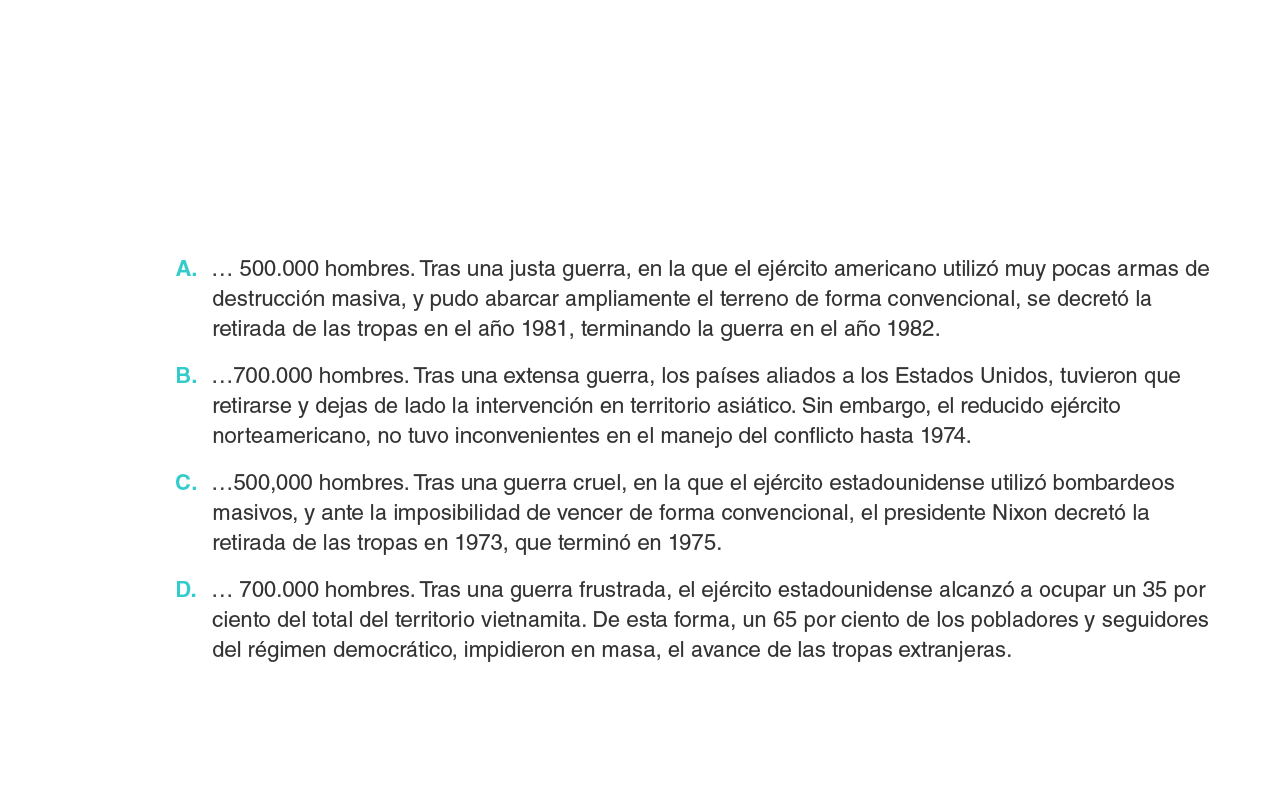 A. … 500.000 hombres. Tras una justa guerra, en la que el ejército americano utilizó muy pocas armas de
destrucción masiva, y pudo abarcar ampliamente el terreno de forma convencional, se decretó la
retirada de las tropas en el año 1981, terminando la guerra en el año 1982.
B. …700.000 hombres. Tras una extensa guerra, los países aliados a los Estados Unidos, tuvieron que
retirarse y dejas de lado la intervención en territorio asiático. Sin embargo, el reducido ejército
norteamericano, no tuvo inconvenientes en el manejo del conflicto hasta 1974.
C. …500,000 hombres. Tras una guerra cruel, en la que el ejército estadounidense utilizó bombardeos
masivos, y ante la imposibilidad de vencer de forma convencional, el presidente Nixon decretó la
retirada de las tropas en 1973, que terminó en 1975.
D. … 700.000 hombres. Tras una guerra frustrada, el ejército estadounidense alcanzó a ocupar un 35 por
ciento del total del territorio vietnamita. De esta forma, un 65 por ciento de los pobladores y seguidores
del régimen democrático, impidieron en masa, el avance de las tropas extranjeras.